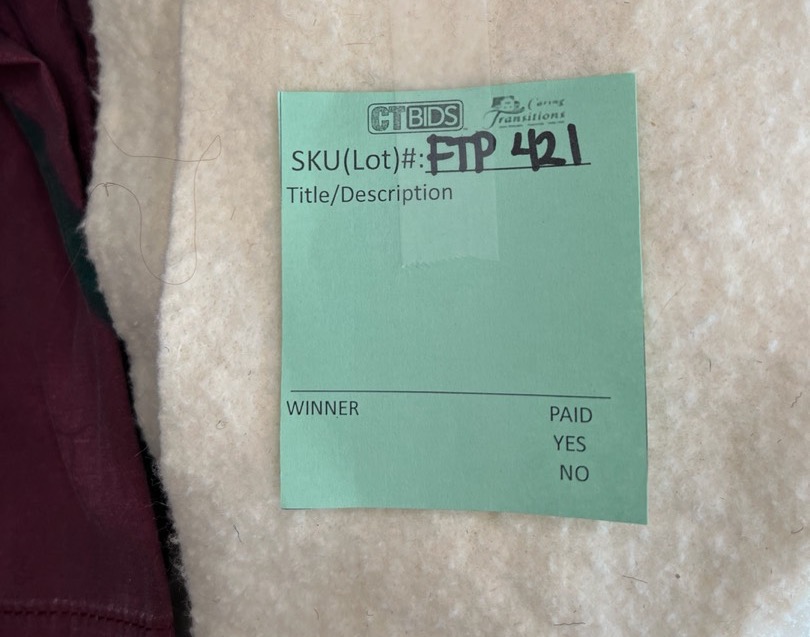 CTBIDS
Caring
Transitions
SKU(Lot)#: FTP 421
Title/Description
WINNER
PAID
YES
NO